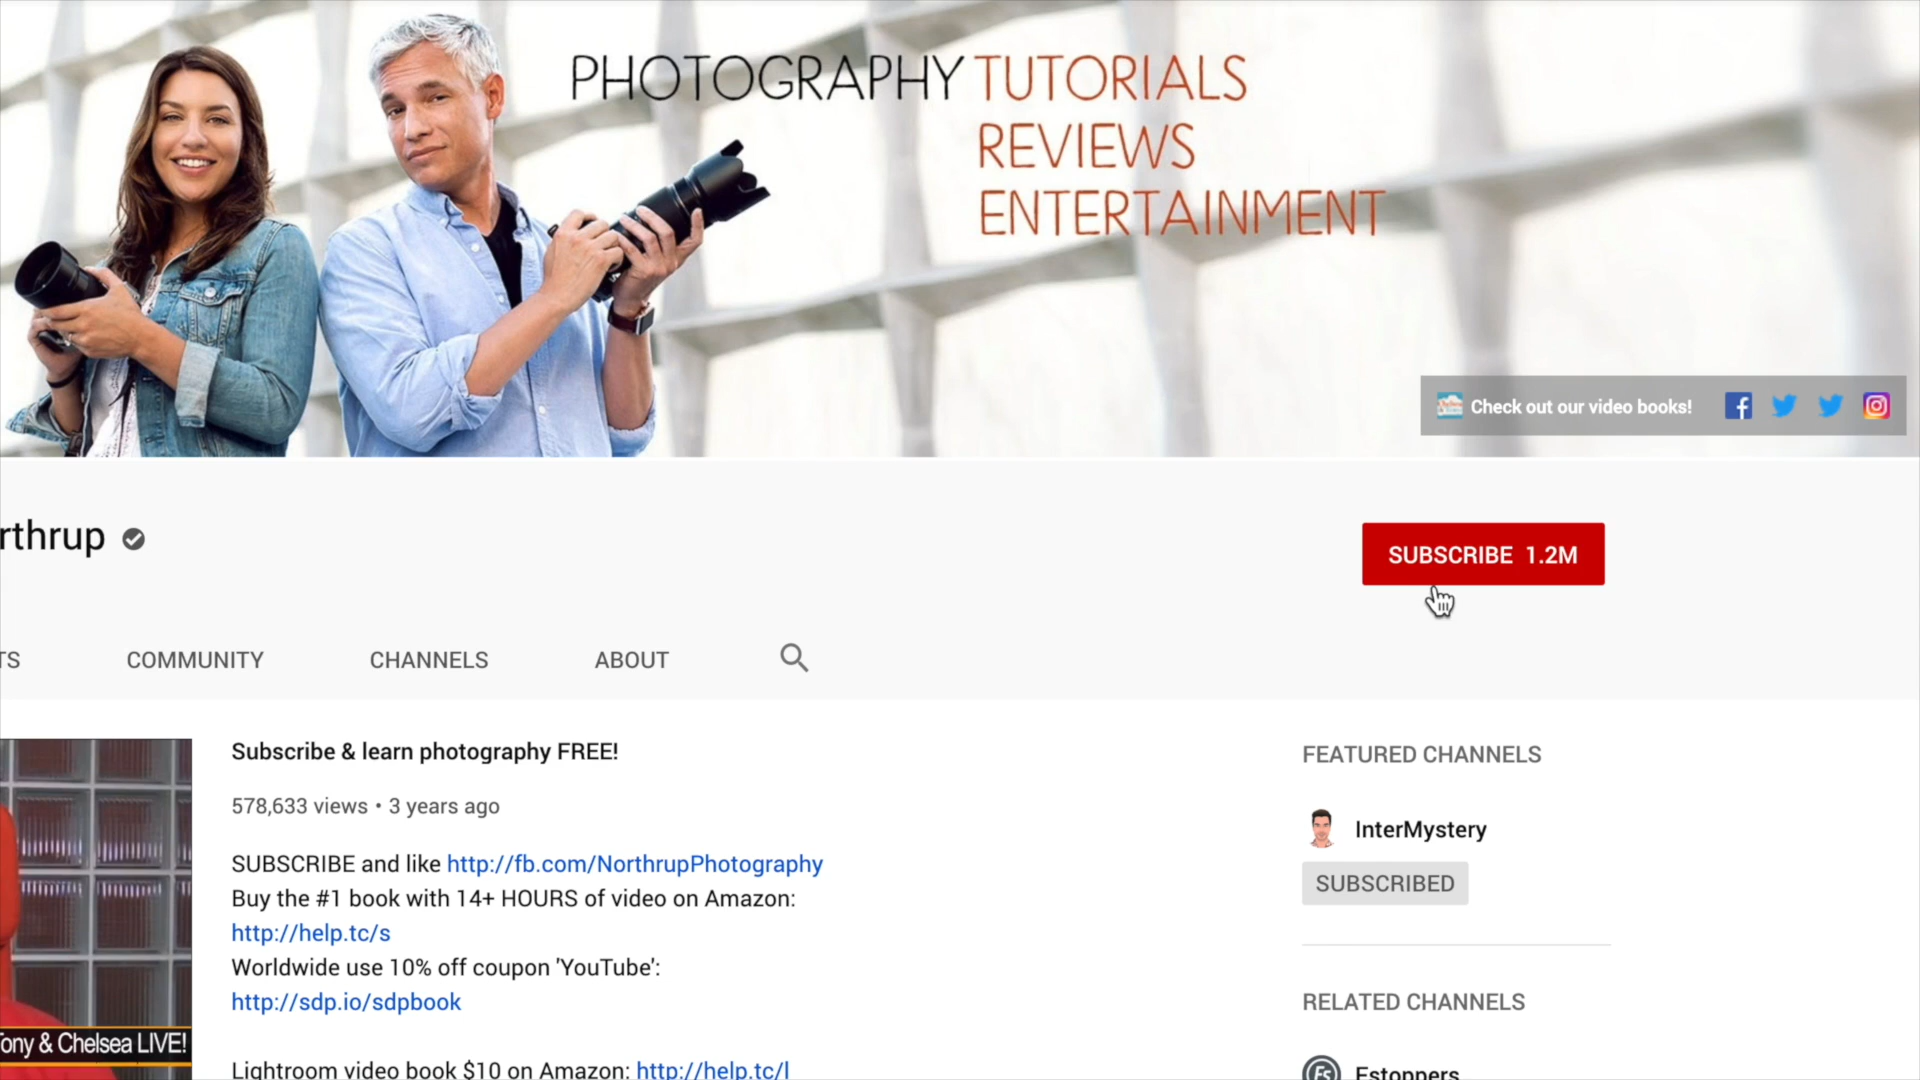 PHOTOGRAPHY TUTORIALS
REVIEWS
ENTERTAINMENT
Check out our video books!
rthrup
SUBSCRIBE 1.2M
TS
COMMUNITY
CHANNELS
ABOUT
Subscribe & learn photography FREE!
578,633 views • 3 years ago
SUBSCRIBE and like http://fb.com/NorthrupPhotography
Buy the #1 book with 14+ HOURS of video on Amazon:
http://help.tc/s
Worldwide use 10% off coupon 'YouTube':
http://sdp.io/sdpbook
Lightroom video book $10 on Amazon: http://help.tc/l
ony & Chelsea LIVE!
FEATURED CHANNELS
InterMystery
SUBSCRIBED
RELATED CHANNELS
Fs
Fstoppers